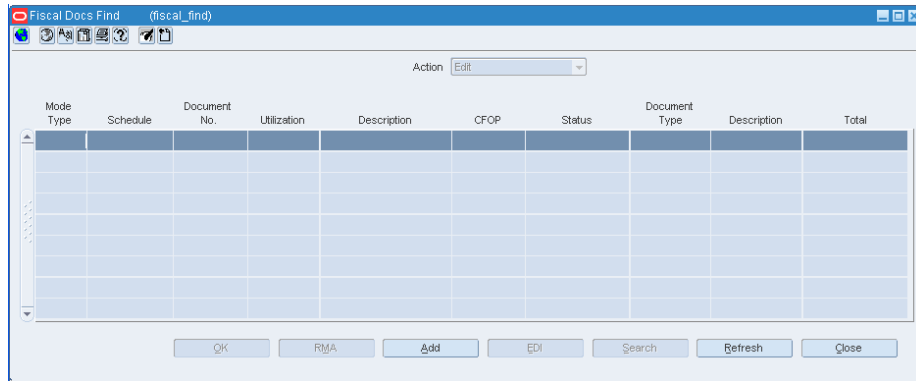 Fiscal Docs Find (fiscal_find)
Action Edit
Mode Type Schedule Document No. Utilization Description CFOP Status Document Type Description Total
OK RMA Add EDI Search Refresh Close